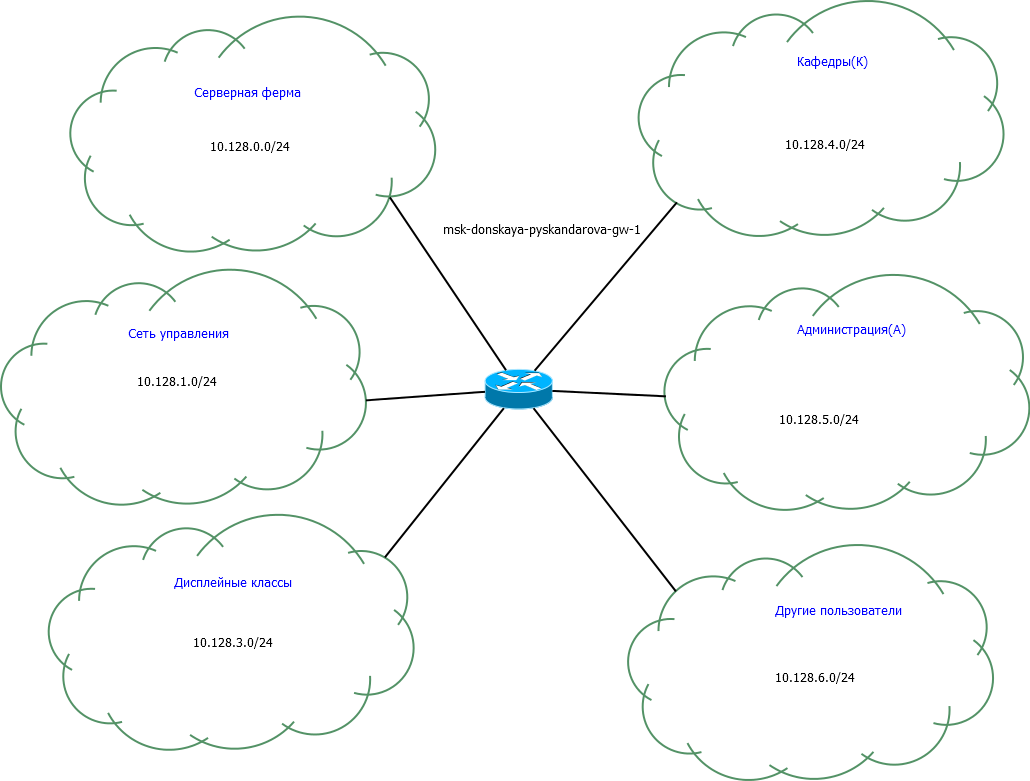 Серверная ферма
10.128.0.0/24
Кафедры(К)
10.128.4.0/24
msk-donskaya-pyskandarova-gw-1
Сеть управления
10.128.1.0/24
Администрация(А)
10.128.5.0/24
Дисплейные классы
10.128.3.0/24
Другие пользователи
10.128.6.0/24